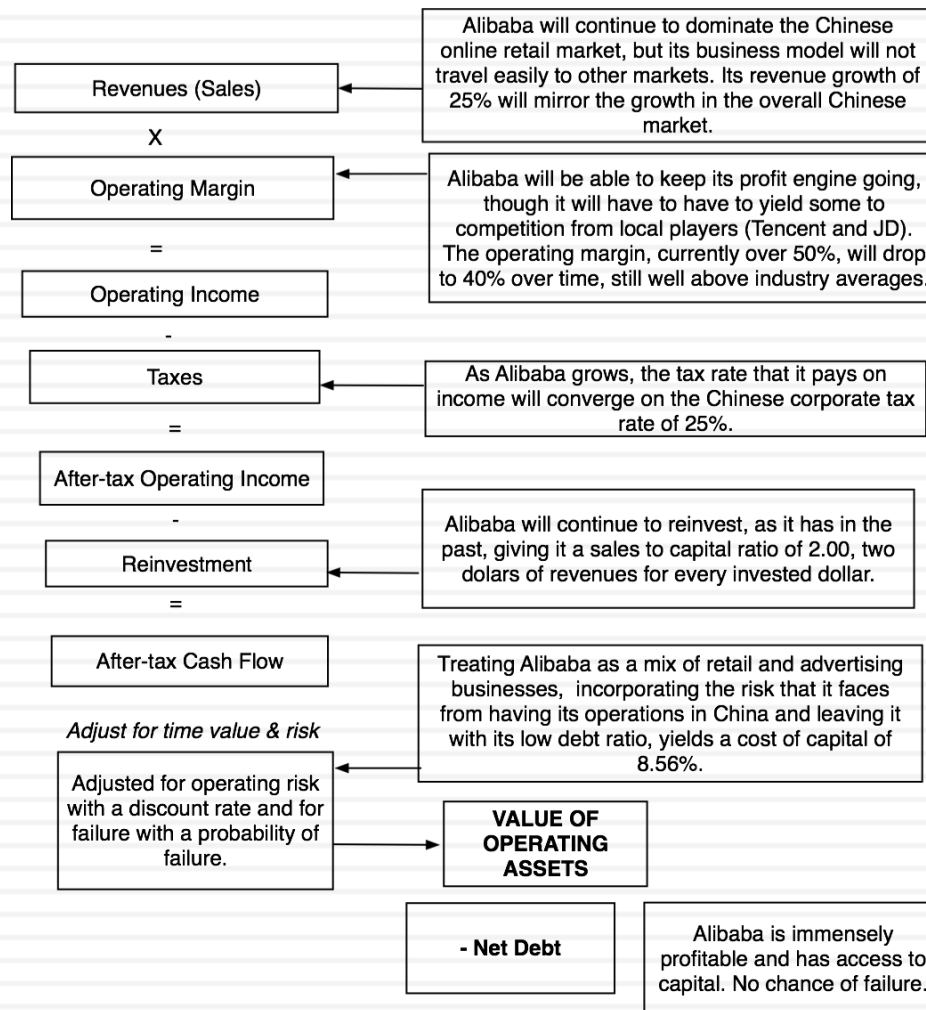 Alibaba will continue to dominate the Chinese
online retail market, but its business model will not
travel easily to other markets. Its revenue growth of
25% will mirror the growth in the overall Chinese
market.
Revenues (Sales)
X
Operating Margin
Alibaba will be able to keep its profit engine going,
though it will have to have to yield some to
competition from local players (Tencent and JD).
The operating margin, currently over 50%, will drop
to 40% over time, still well above industry averages.
=
Operating Income
-
Taxes
As Alibaba grows, the tax rate that it pays on
income will converge on the Chinese corporate tax
rate of 25%.
=
After-tax Operating Income
-
Reinvestment
Alibaba will continue to reinvest, as it has in the
past, giving it a sales to capital ratio of 2.00, two
dolars of revenues for every invested dollar.
=
After-tax Cash Flow
Treating Alibaba as a mix of retail and advertising
businesses,  incorporating the risk that it faces
from having its operations in China and leaving it
with its low debt ratio, yields a cost of capital of
8.56%.
Adjust for time value & risk
Adjusted for operating risk
with a discount rate and for
failure with a probability of
failure.
VALUE OF
OPERATING
ASSETS
- Net Debt
Alibaba is immensely
profitable and has access to
capital. No chance of failure.